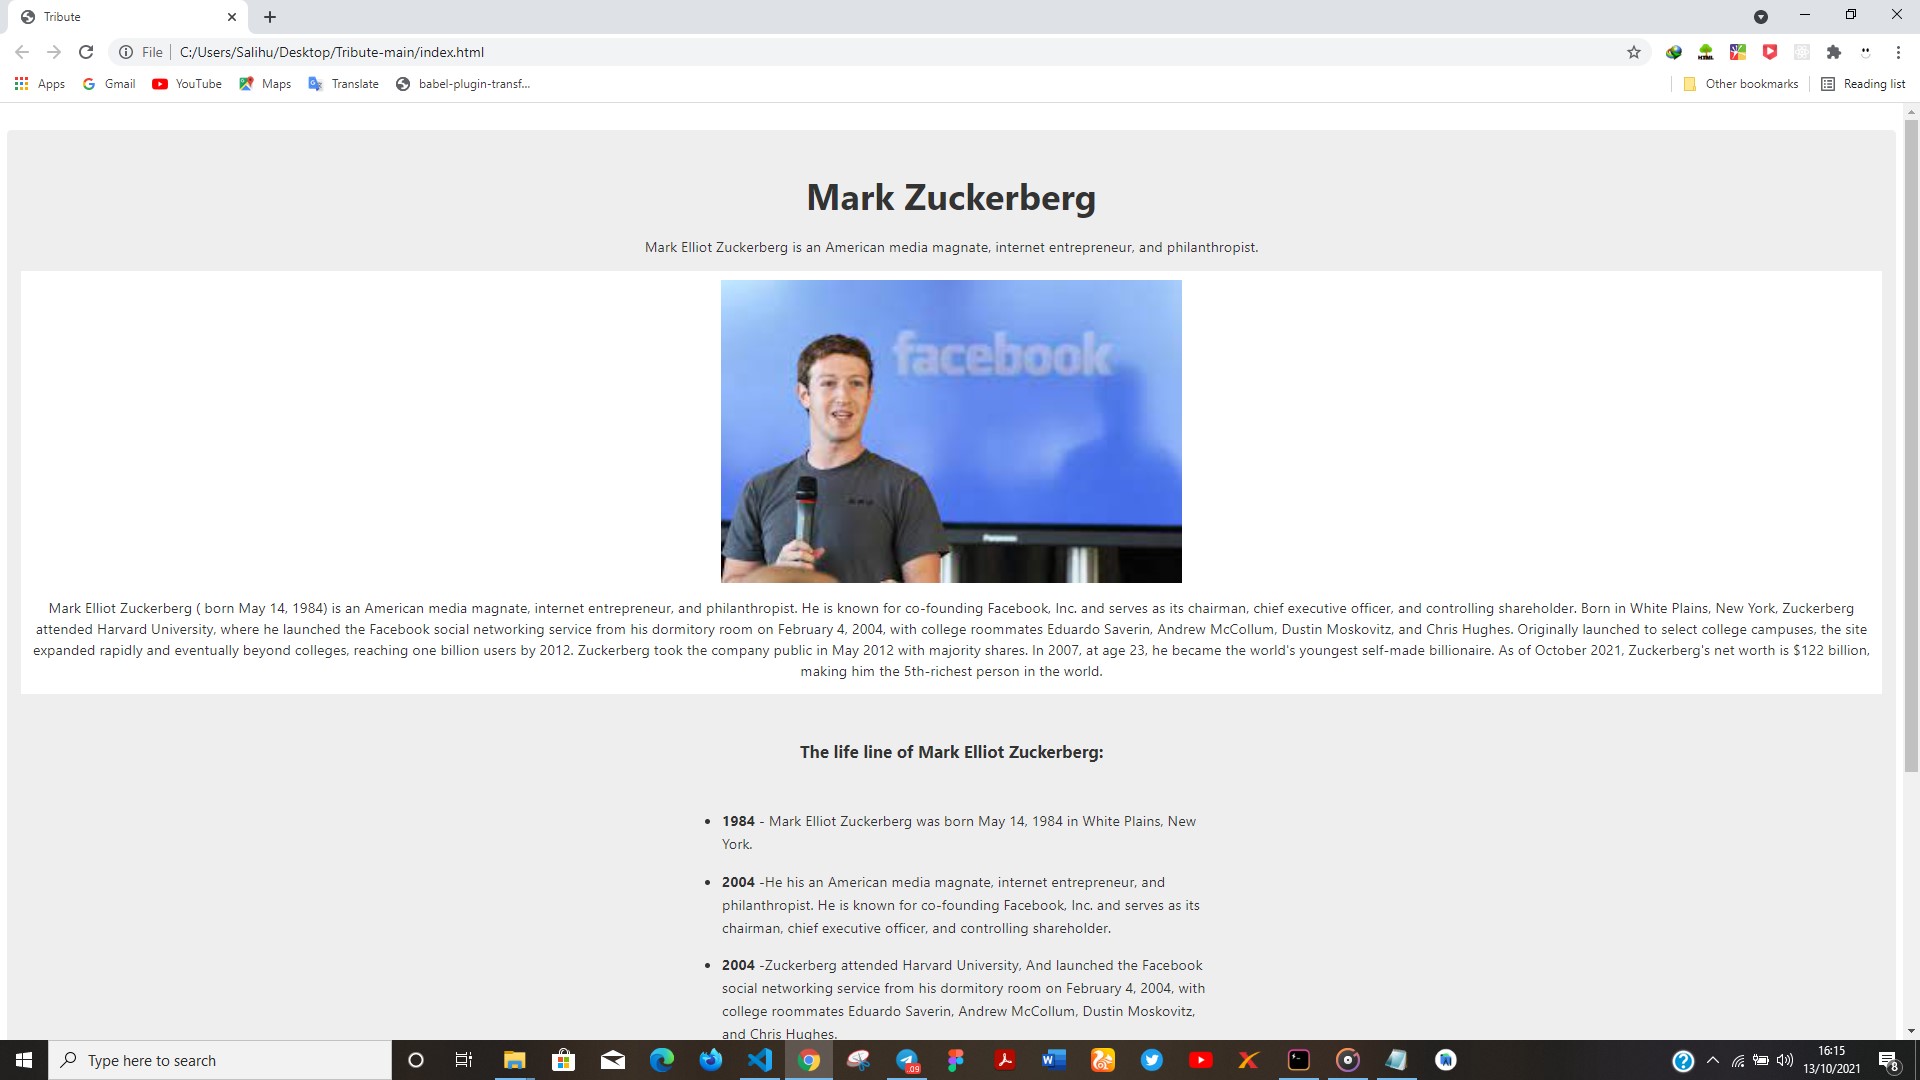 Tribute
File
C:/Users/Salihu/Desktop/Tribute-main/index.html
Apps
Gmail
YouTube
Maps
Translate
babel-plugin-transf...
Other bookmarks
Reading list
Mark Zuckerberg
Mark Elliot Zuckerberg is an American media magnate, internet entrepreneur, and philanthropist.
facebook
Panasonic
Mark Elliot Zuckerberg ( born May 14, 1984) is an American media magnate, internet entrepreneur, and philanthropist. He is known for co-founding Facebook, Inc. and serves as its chairman, chief executive officer, and controlling shareholder. Born in White Plains, New York, Zuckerberg
attended Harvard University, where he launched the Facebook social networking service from his dormitory room on February 4, 2004, with college roommates Eduardo Saverin, Andrew McCollum, Dustin Moskovitz, and Chris Hughes. Originally launched to select college campuses, the site
expanded rapidly and eventually beyond colleges, reaching one billion users by 2012. Zuckerberg took the company public in May 2012 with majority shares. In 2007, at age 23, he became the world's youngest self-made billionaire. As of October 2021, Zuckerberg's net worth is $122 billion,
making him the 5th-richest person in the world.
The life line of Mark Elliot Zuckerberg:
• 1984 - Mark Elliot Zuckerberg was born May 14, 1984 in White Plains, New
York.
• 2004 -He his an American media magnate, internet entrepreneur, and
philanthropist. He is known for co-founding Facebook, Inc. and serves as its
chairman, chief executive officer, and controlling shareholder.
• 2004 -Zuckerberg attended Harvard University, And launched the Facebook
social networking service from his dormitory room on February 4, 2004, with
college roommates Eduardo Saverin, Andrew McCollum, Dustin Moskovitz,
and Chris Hughes.
Type here to search
16:15
13/10/2021
8